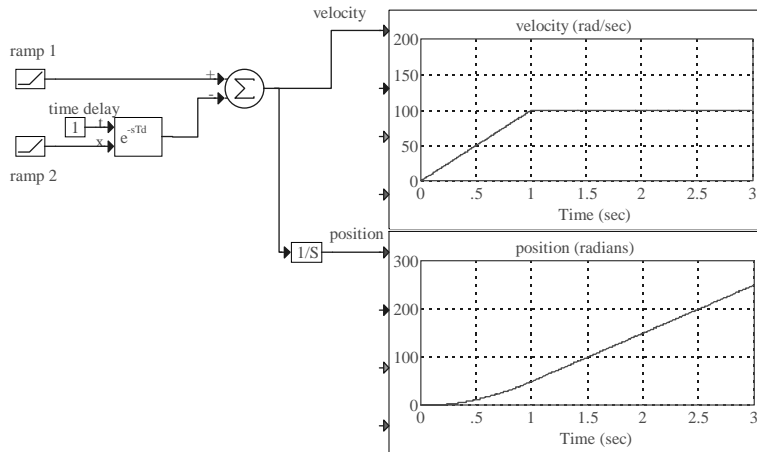 velocity
ramp 1
+
Σ
-
time delay
1
t
x
e-sTd
ramp 2
velocity (rad/sec)
200
150
100
50
0
0 .5 1 1.5 2 2.5 3
Time (sec)
position
1/S
position (radians)
300
200
100
0
0 .5 1 1.5 2 2.5 3
Time (sec)